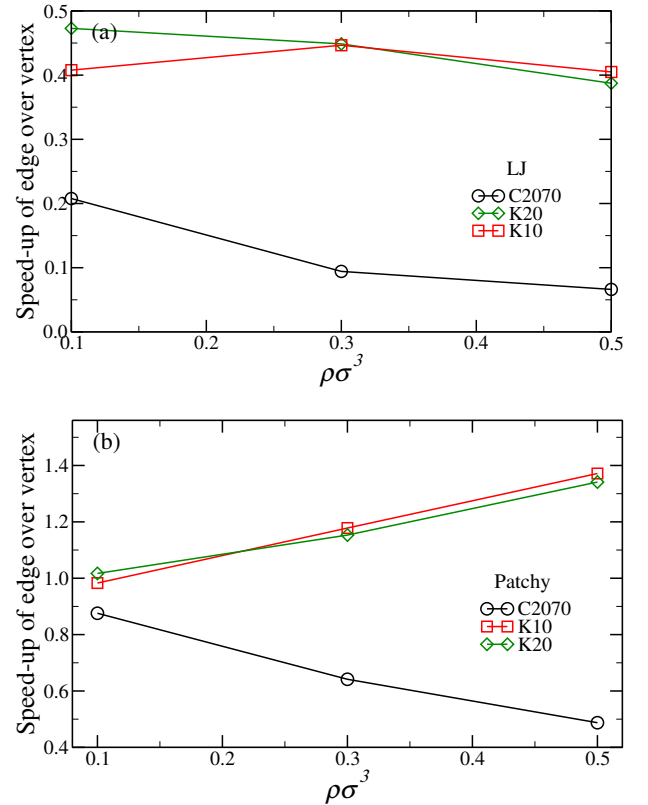 0.5
(a)
0.4
0.3
0.2
0.1
0.0
Speed-up of edge over vertex
LJ
C2070
K20
K10
0.1
0.2
0.3
0.4
0.5
ρσ³
(b)
1.4
1.2
1.0
0.8
0.6
0.4
Speed-up of edge over vertex
Patchy
C2070
K10
K20
0.1
0.2
0.3
0.4
0.5
ρσ³